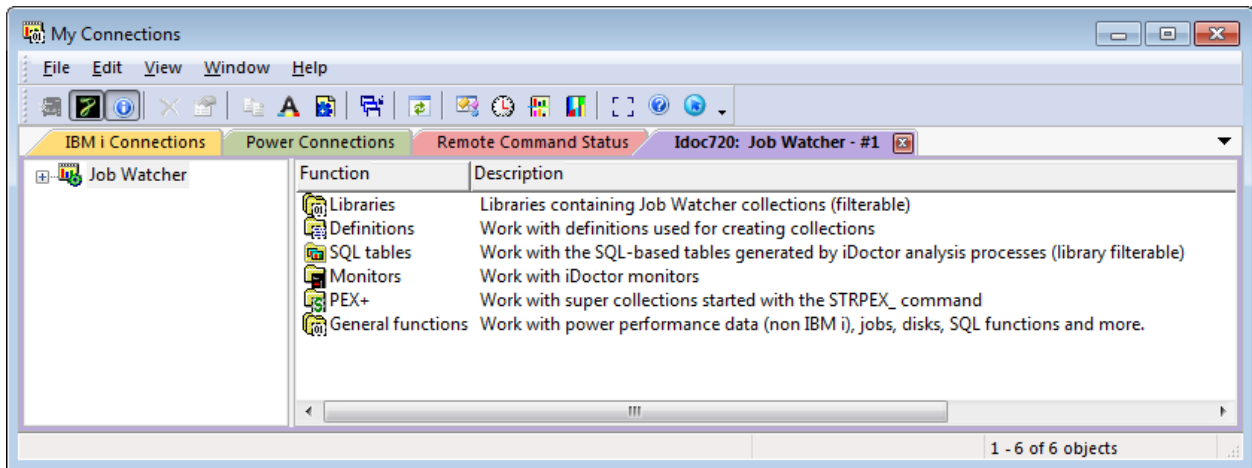 My Connections
File Edit View Window Help
IBM i Connections Power Connections Remote Command Status Idoc720: Job Watcher - #1
Job Watcher
Function Description
Libraries Libraries containing Job Watcher collections (filterable)
Definitions Work with definitions used for creating collections
SQL tables Work with the SQL-based tables generated by iDoctor analysis processes (library filterable)
Monitors Work with iDoctor monitors
PEX+ Work with super collections started with the STRPEX_ command
General functions Work with power performance data (non IBM i), jobs, disks, SQL functions and more.
1 - 6 of 6 objects